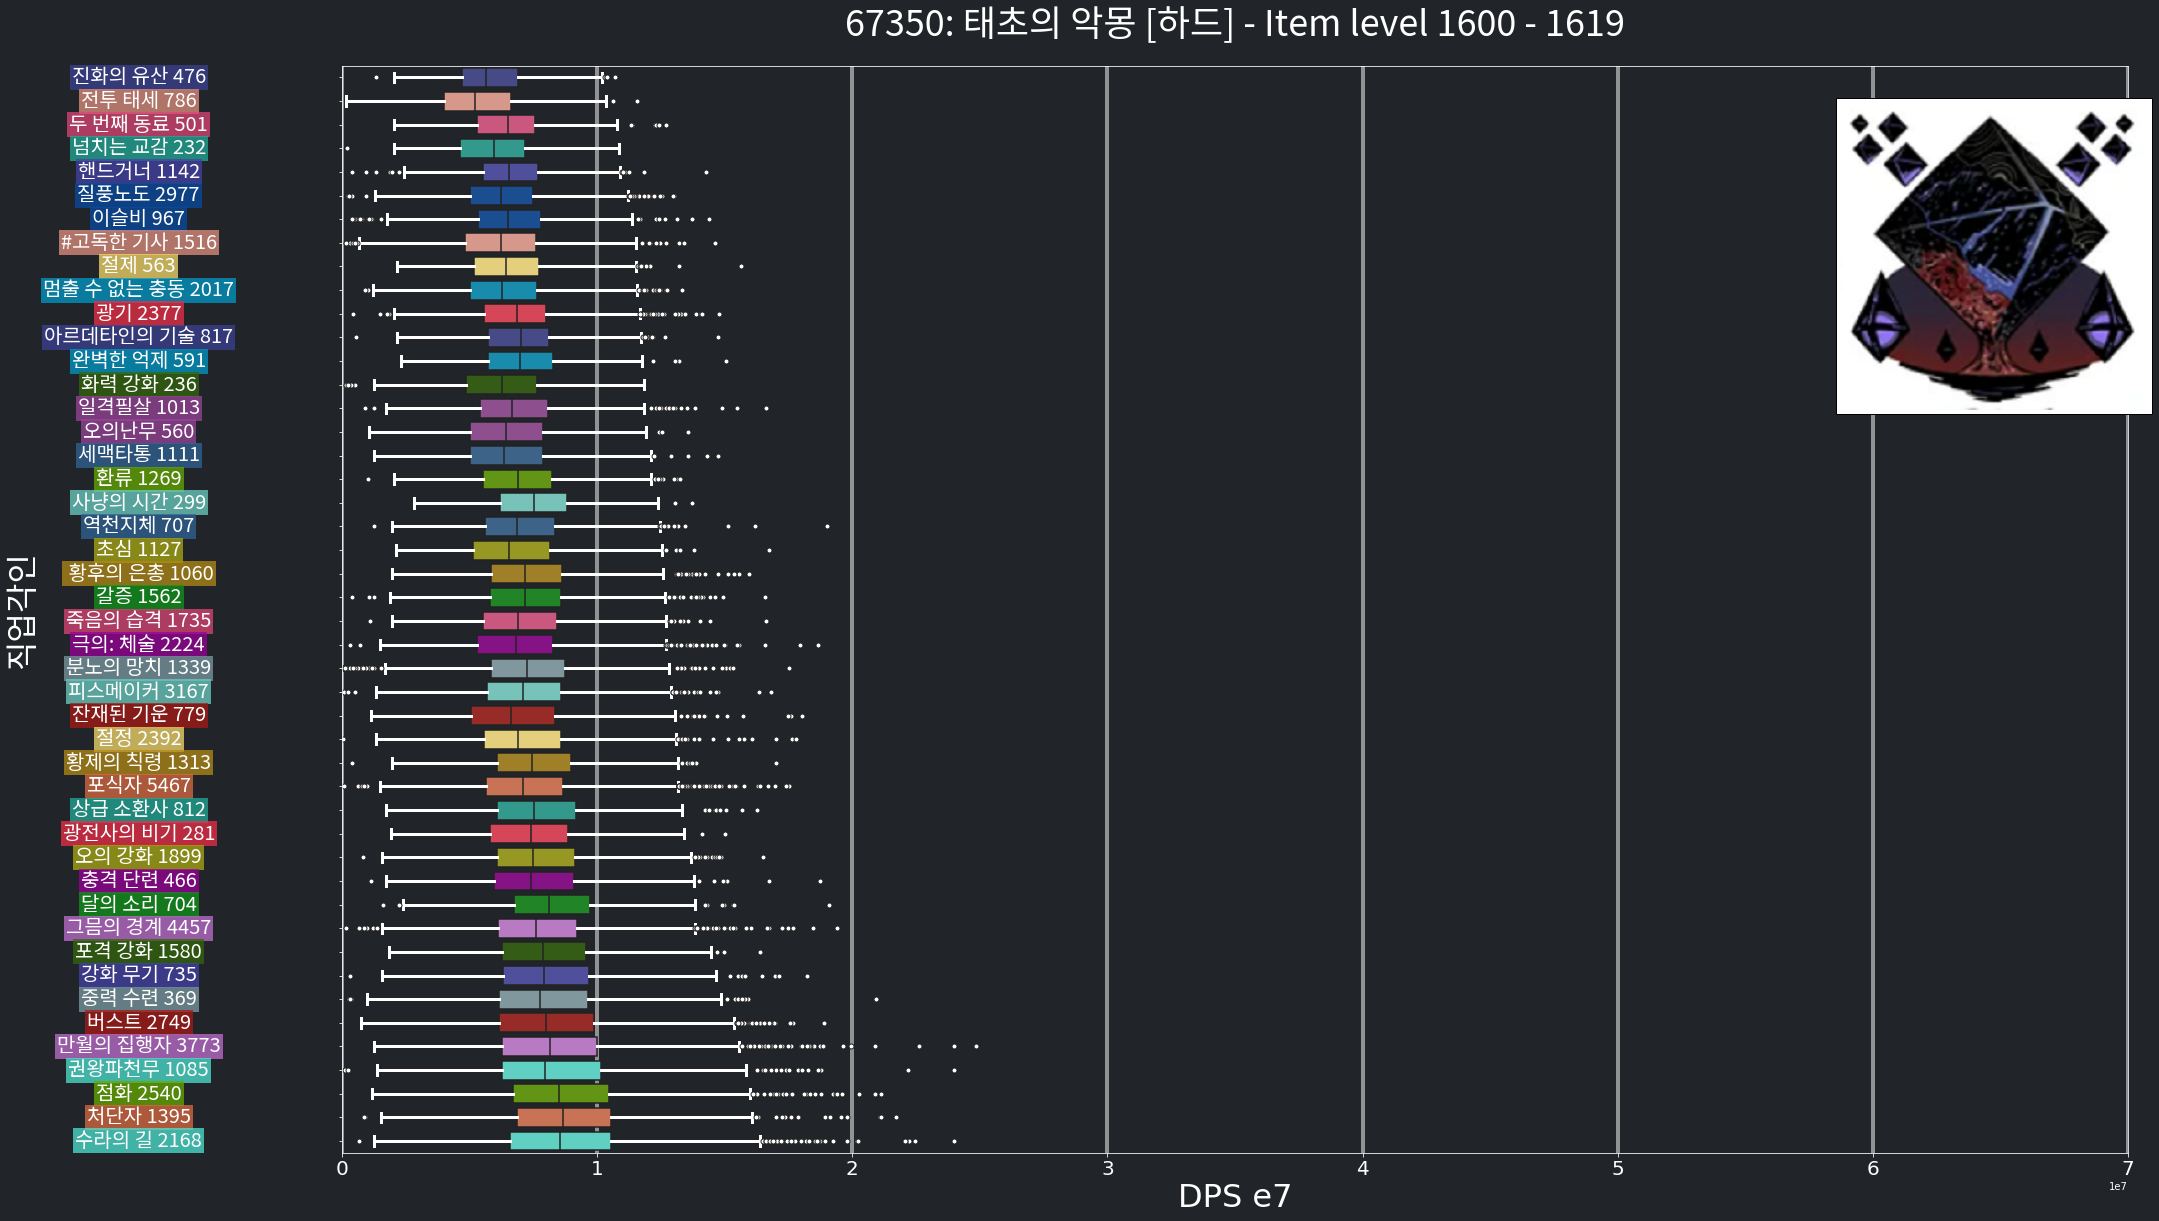 67350: 태초의 악몽 [하드] - Item level 1600 - 1619
진화의 유산 476
전투 태세 786
두 번째 동료 501
넘치는 교감 232
핸드거너 1142
질풍노도 2977
이슬비 967
#고독한 기사 1516
절제 563
멈출 수 없는 충동 2017
광기 2377
아르데타인의 기술 817
완벽한 억제 591
화력 강화 236
일격필살 1013
오의난무 560
세맥타통 1111
환류 1269
사냥의 시간 299
역천지체 707
초심 1127
황후의 은총 1060
갈증 1562
죽음의 습격 1735
극의: 체술 2224
분노의 망치 1339
피스메이커 3167
잔재된 기운 779
절정 2392
황제의 칙령 1313
포식자 5467
상급 소환사 812
광전사의 비기 281
오의 강화 1899
충격 단련 466
달의 소리 704
그믐의 경계 4457
포격 강화 1580
강화 무기 735
중력 수련 369
버스트 2749
만월의 집행자 3773
권왕파천무 1085
점화 2540
처단자 1395
수라의 길 2168
직업각인
0 1 2 3 4 5 6 7
1e7
DPS e7